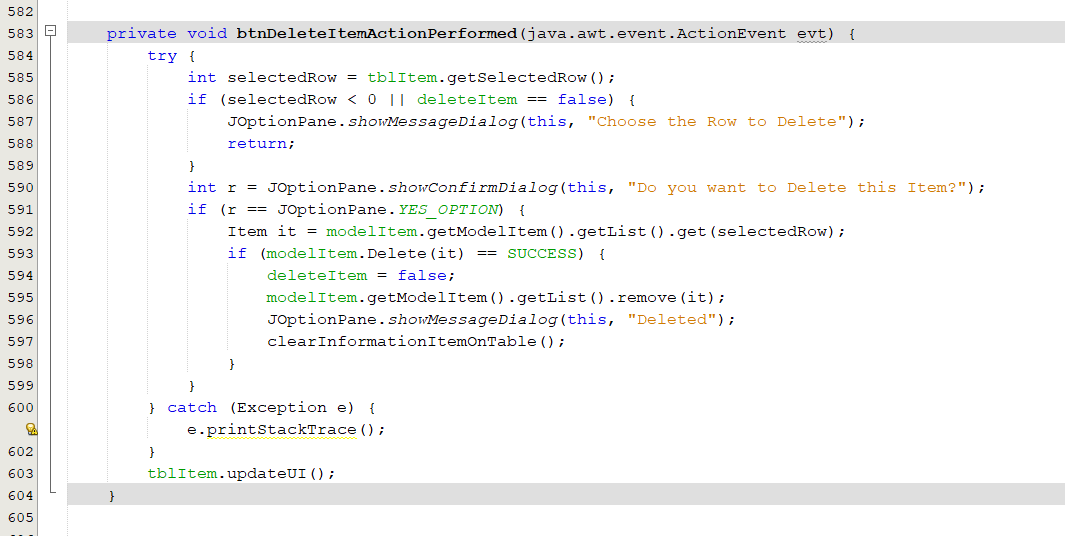 582
583 private void btnDeleteItemActionPerformed(java.awt.event.ActionEvent evt) {
584 try {
585 int selectedRow = tblItem.getSelectedRow();
586 if (selectedRow < 0 || deleteItem == false) {
587 JOptionPane.showMessageDialog(this, "Choose the Row to Delete");
588 return;
589 }
590 int r = JOptionPane.showConfirmDialog(this, "Do you want to Delete this Item?");
591 if (r == JOptionPane.YES_OPTION) {
592 Item it = modelItem.getModelItem().getList().get(selectedRow);
593 if (modelItem.Delete(it) == SUCCESS) {
594 deleteItem = false;
595 modelItem.getModelItem().getList().remove(it);
596 JOptionPane.showMessageDialog(this, "Deleted");
597 clearInformationItemOnTable();
598 }
599 }
600 } catch (Exception e) {
e.printStackTrace();
602 }
603 tblItem.updateUI();
604 }
605